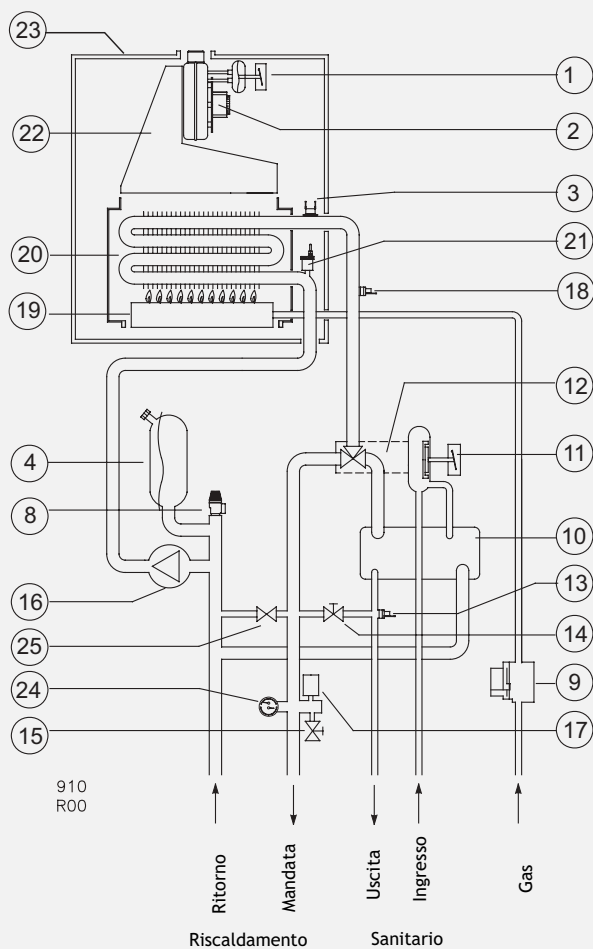 23
1
22
2
3
20
21
19
18
12
4
11
8
10
16
13
25
14
24
9
15
17
910
R00
Ritorno
Mandata
Uscita
Ingresso
Gas
Riscaldamento
Sanitario